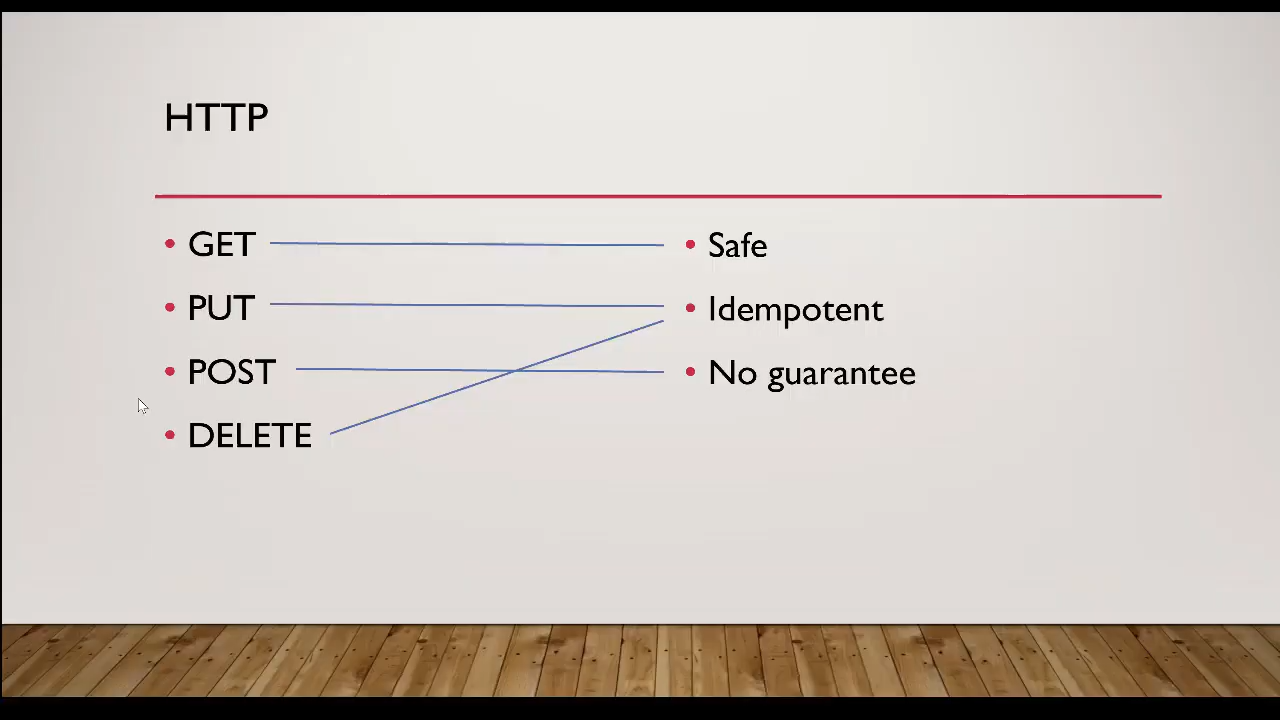 HTTP
GET
PUT
POST
DELETE
Safe
Idempotent
No guarantee